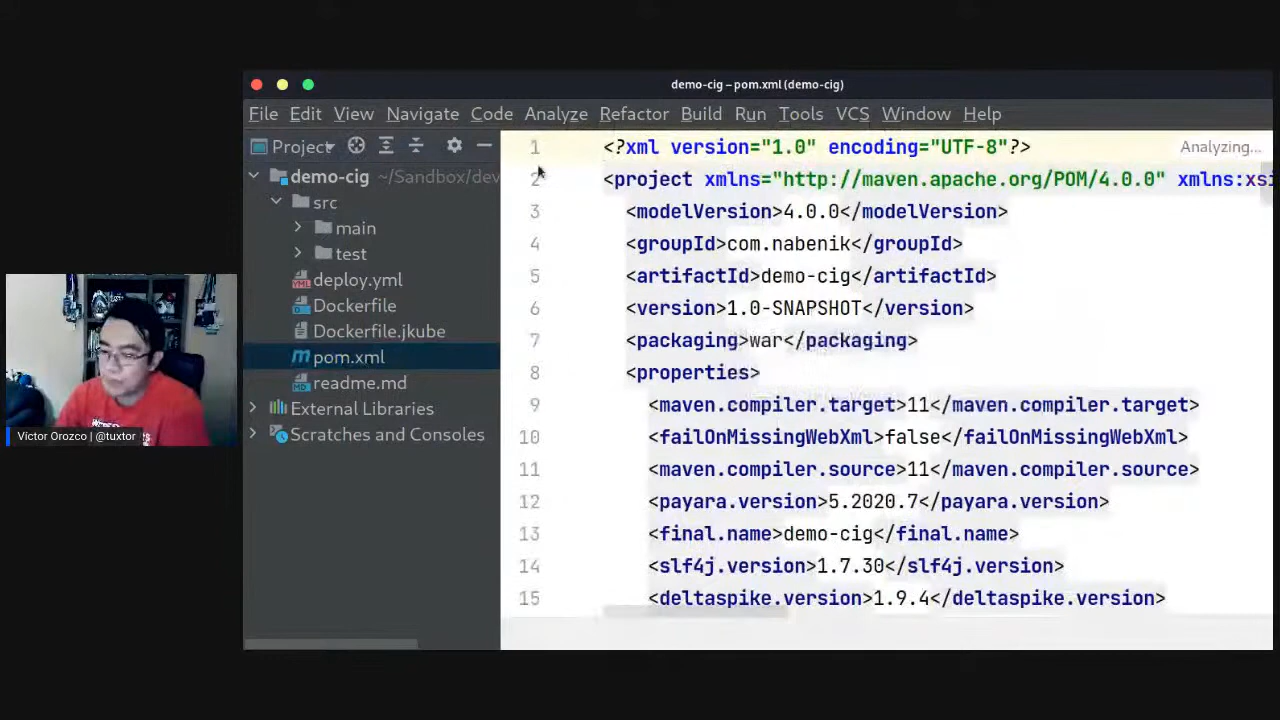 demo-cig – pom.xml (demo-cig)
File Edit View Navigate Code Analyze Refactor Build Run Tools VCS Window Help
Project
demo-cig ~/Sandbox/dev
src
main
test
deploy.yml
Dockerfile
Dockerfile.jkube
pom.xml
readme.md
External Libraries
Scratches and Consoles
Analyzing...
1 <?xml version="1.0" encoding="UTF-8"?>
2 <project xmlns="http://maven.apache.org/POM/4.0.0" xmlns:xsi
3 <modelVersion>4.0.0</modelVersion>
4 <groupId>com.nabenik</groupId>
5 <artifactId>demo-cig</artifactId>
6 <version>1.0-SNAPSHOT</version>
7 <packaging>war</packaging>
8 <properties>
9 <maven.compiler.target>11</maven.compiler.target>
10 <failOnMissingWebXml>false</failOnMissingWebXml>
11 <maven.compiler.source>11</maven.compiler.source>
12 <payara.version>5.2020.7</payara.version>
13 <final.name>demo-cig</final.name>
14 <slf4j.version>1.7.30</slf4j.version>
15 <deltaspike.version>1.9.4</deltaspike.version>
Víctor Orozco | @tuxtor